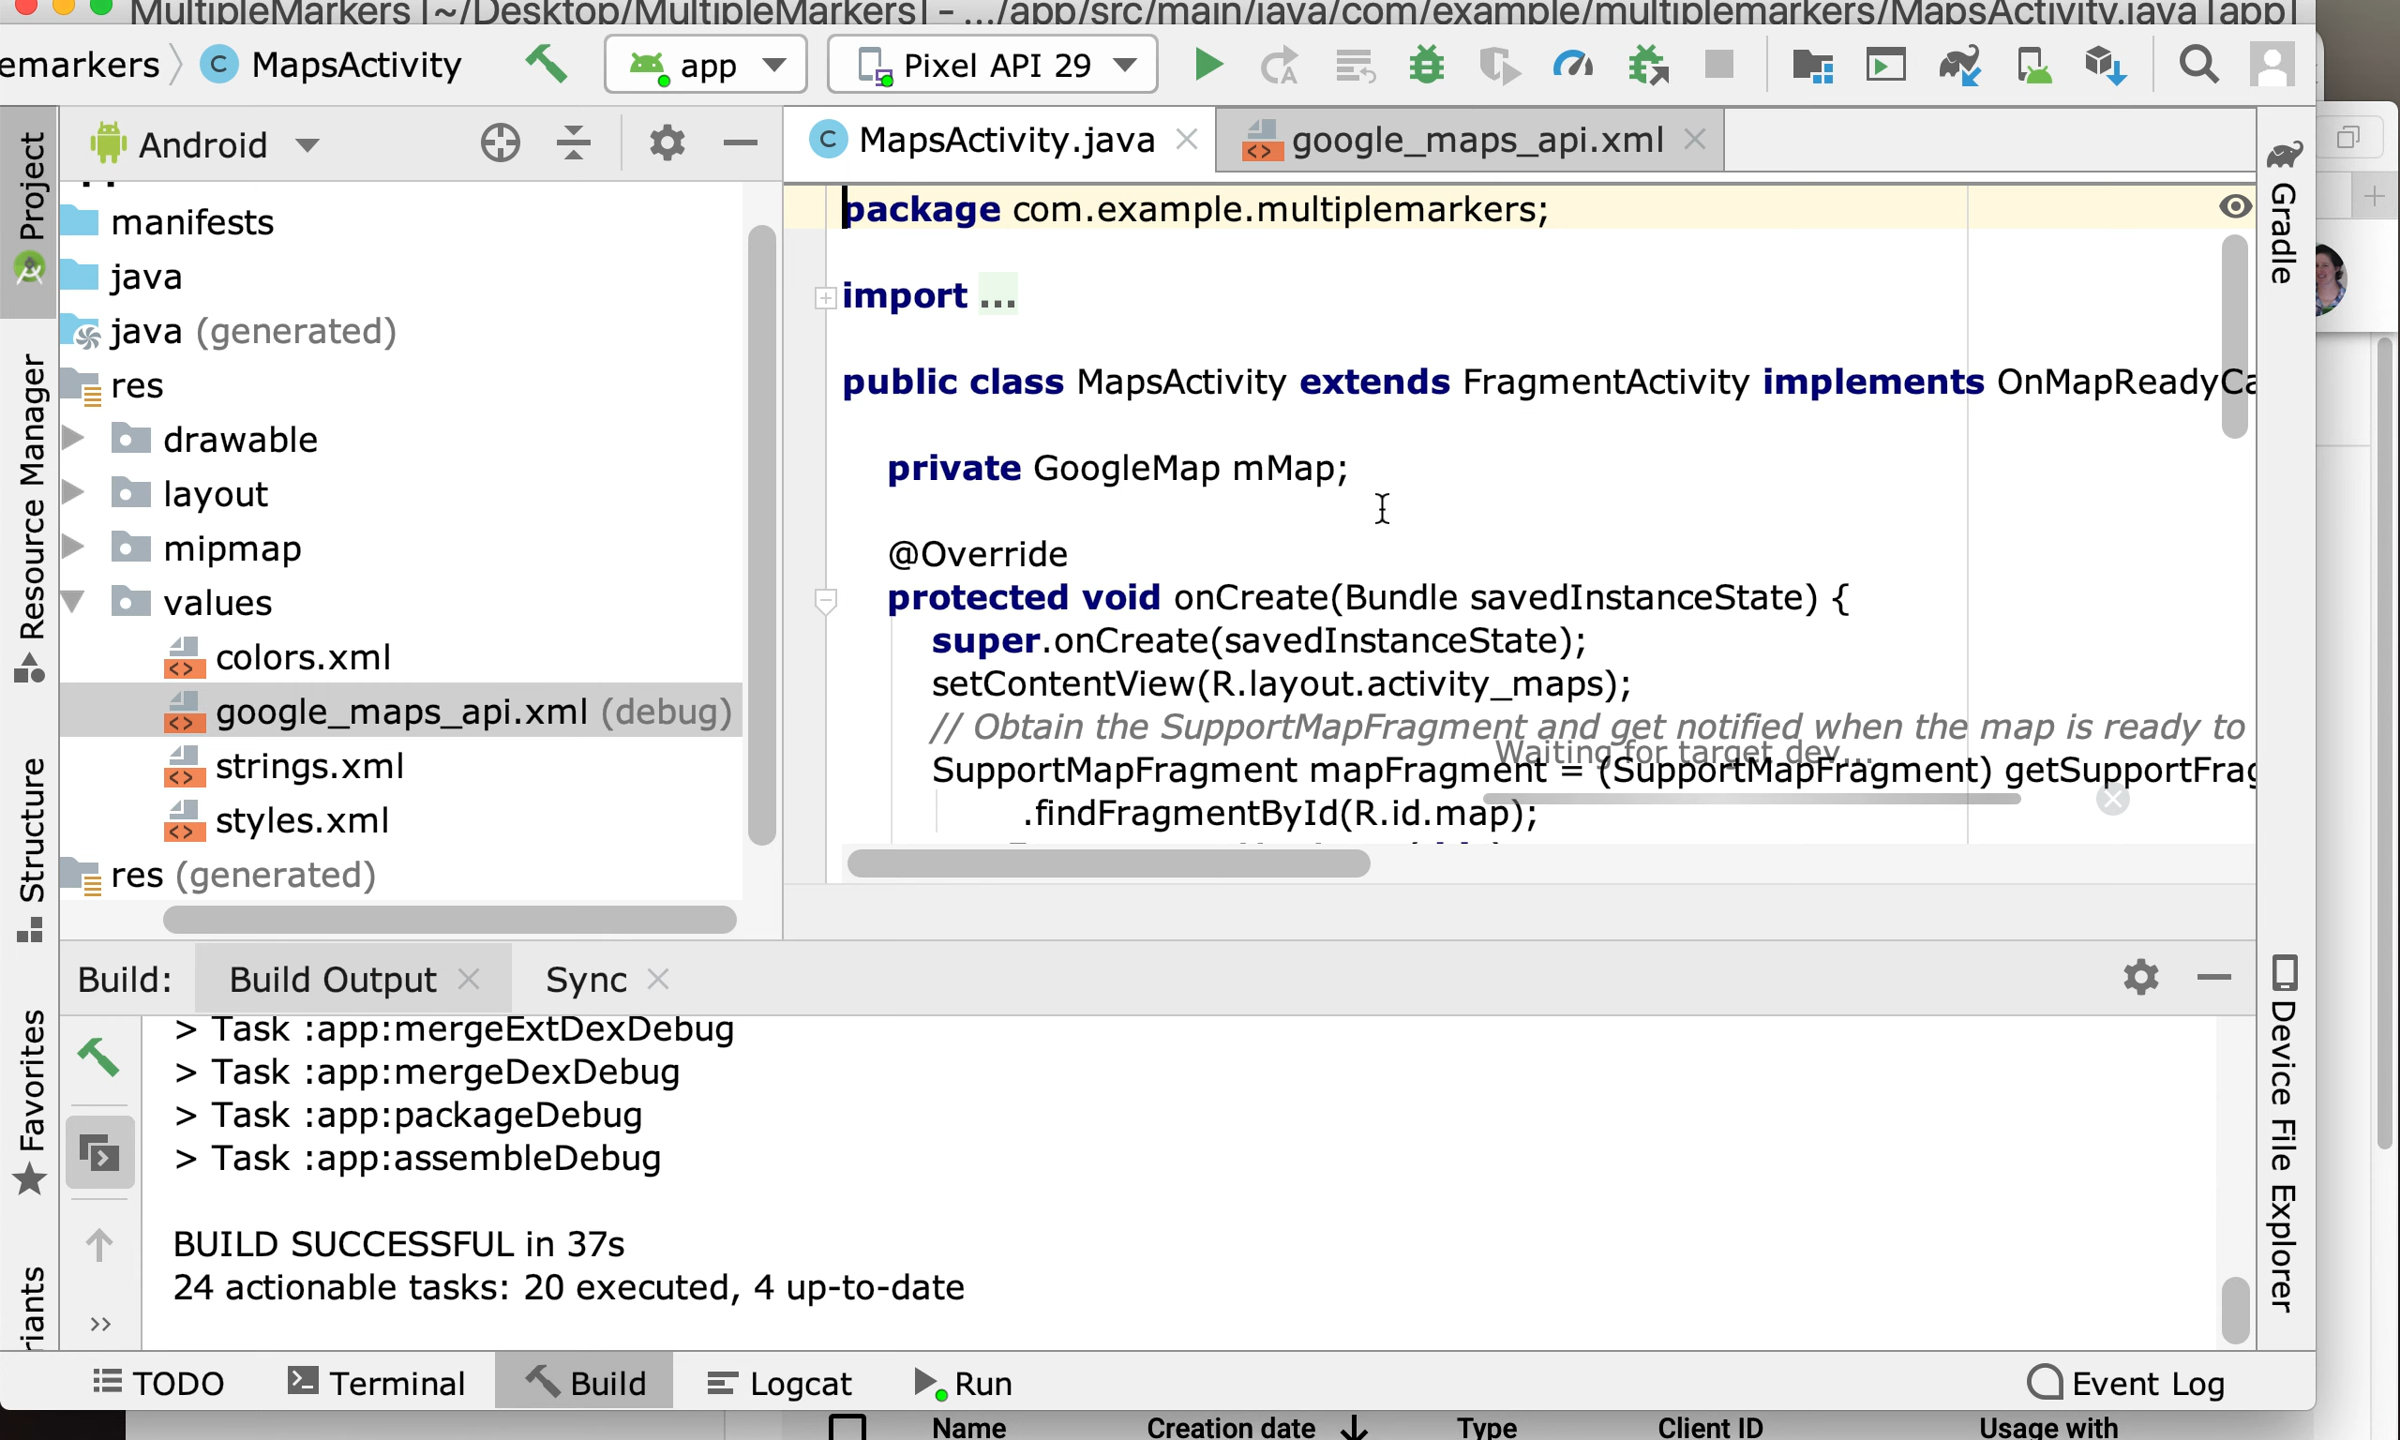 MultipleMarkers [~/Desktop/MultipleMarkers] - .../app/src/main/java/com/example/multiplemarkers/MapsActivity.java [app]
emarkers
C MapsActivity
app
Pixel API 29
Project
Resource Manager
Structure
Favorites
riants
Android
manifests
java
java (generated)
res
drawable
layout
mipmap
values
colors.xml
google_maps_api.xml (debug)
strings.xml
styles.xml
res (generated)
C MapsActivity.java
google_maps_api.xml
package com.example.multiplemarkers;
import ...
public class MapsActivity extends FragmentActivity implements OnMapReadyCa
private GoogleMap mMap;
@Override
protected void onCreate(Bundle savedInstanceState) {
super.onCreate(savedInstanceState);
setContentView(R.layout.activity_maps);
// Obtain the SupportMapFragment and get notified when the map is ready to
Waiting for target dev...
SupportMapFragment mapFragment = (SupportMapFragment) getSupportFrag
.findFragmentById(R.id.map);
Gradle
Device File Explorer
Build:
Build Output
Sync
> Task :app:mergeExtDexDebug
> Task :app:mergeDexDebug
> Task :app:packageDebug
> Task :app:assembleDebug
BUILD SUCCESSFUL in 37s
24 actionable tasks: 20 executed, 4 up-to-date
TODO
Terminal
Build
Logcat
Run
Event Log
Name
Creation date
Type
Client ID
Usage with